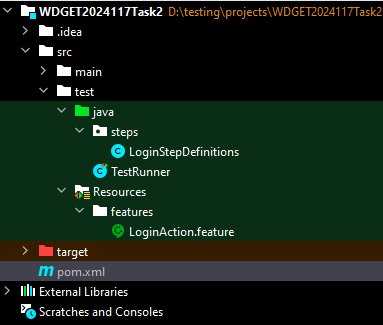 WDGET2024117Task2 D:\testing\projects\WDGET2024117Task2
.idea
src
main
test
java
steps
LoginStepDefinitions
TestRunner
Resources
features
LoginAction.feature
target
pom.xml
External Libraries
Scratches and Consoles